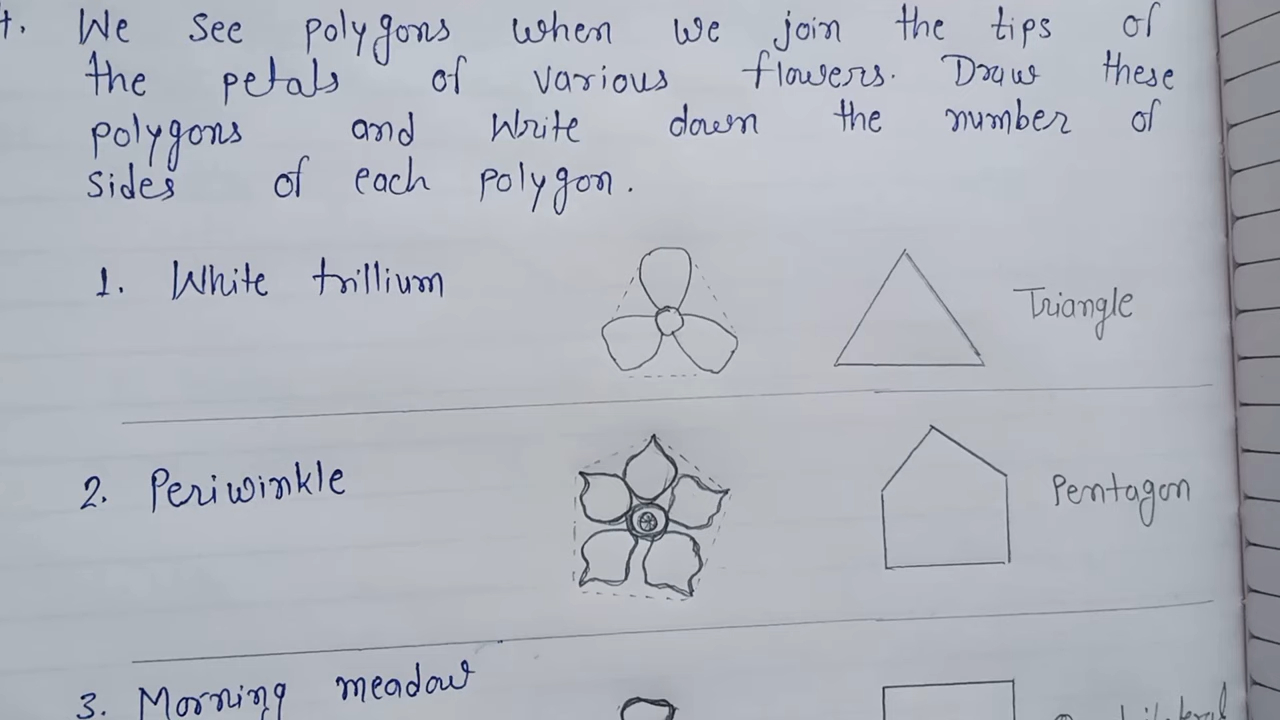 4. We see polygons when we join the tips of
the petals of various flowers. Draw these
polygons and write down the number of
sides of each polygon.
1. White trillium Triangle
2. Periwinkle Pentagon
3. Morning meadow